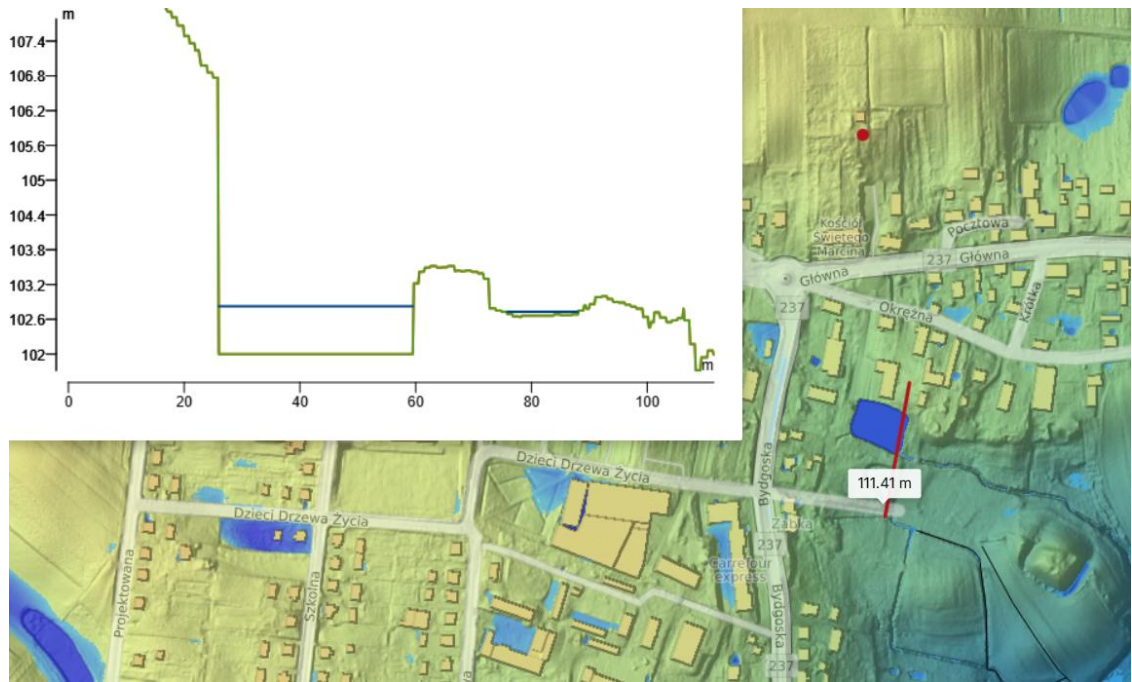 m
107.4
106.8
106.2
105.6
105
104.4
103.8
103.2
102.6
102
m
0
20
40
60
80
100
Kościół
Świętego
Marcina
Pocztowa
237
Główna
Główna
237
Okrężna
Krótka
Bydgoska
111.41 m
Dzieci Drzewa Życia
Żabka
237
Carrefour
express
Dzieci Drzewa Życia
Projektowana
Szkolna
Bydgoska
237